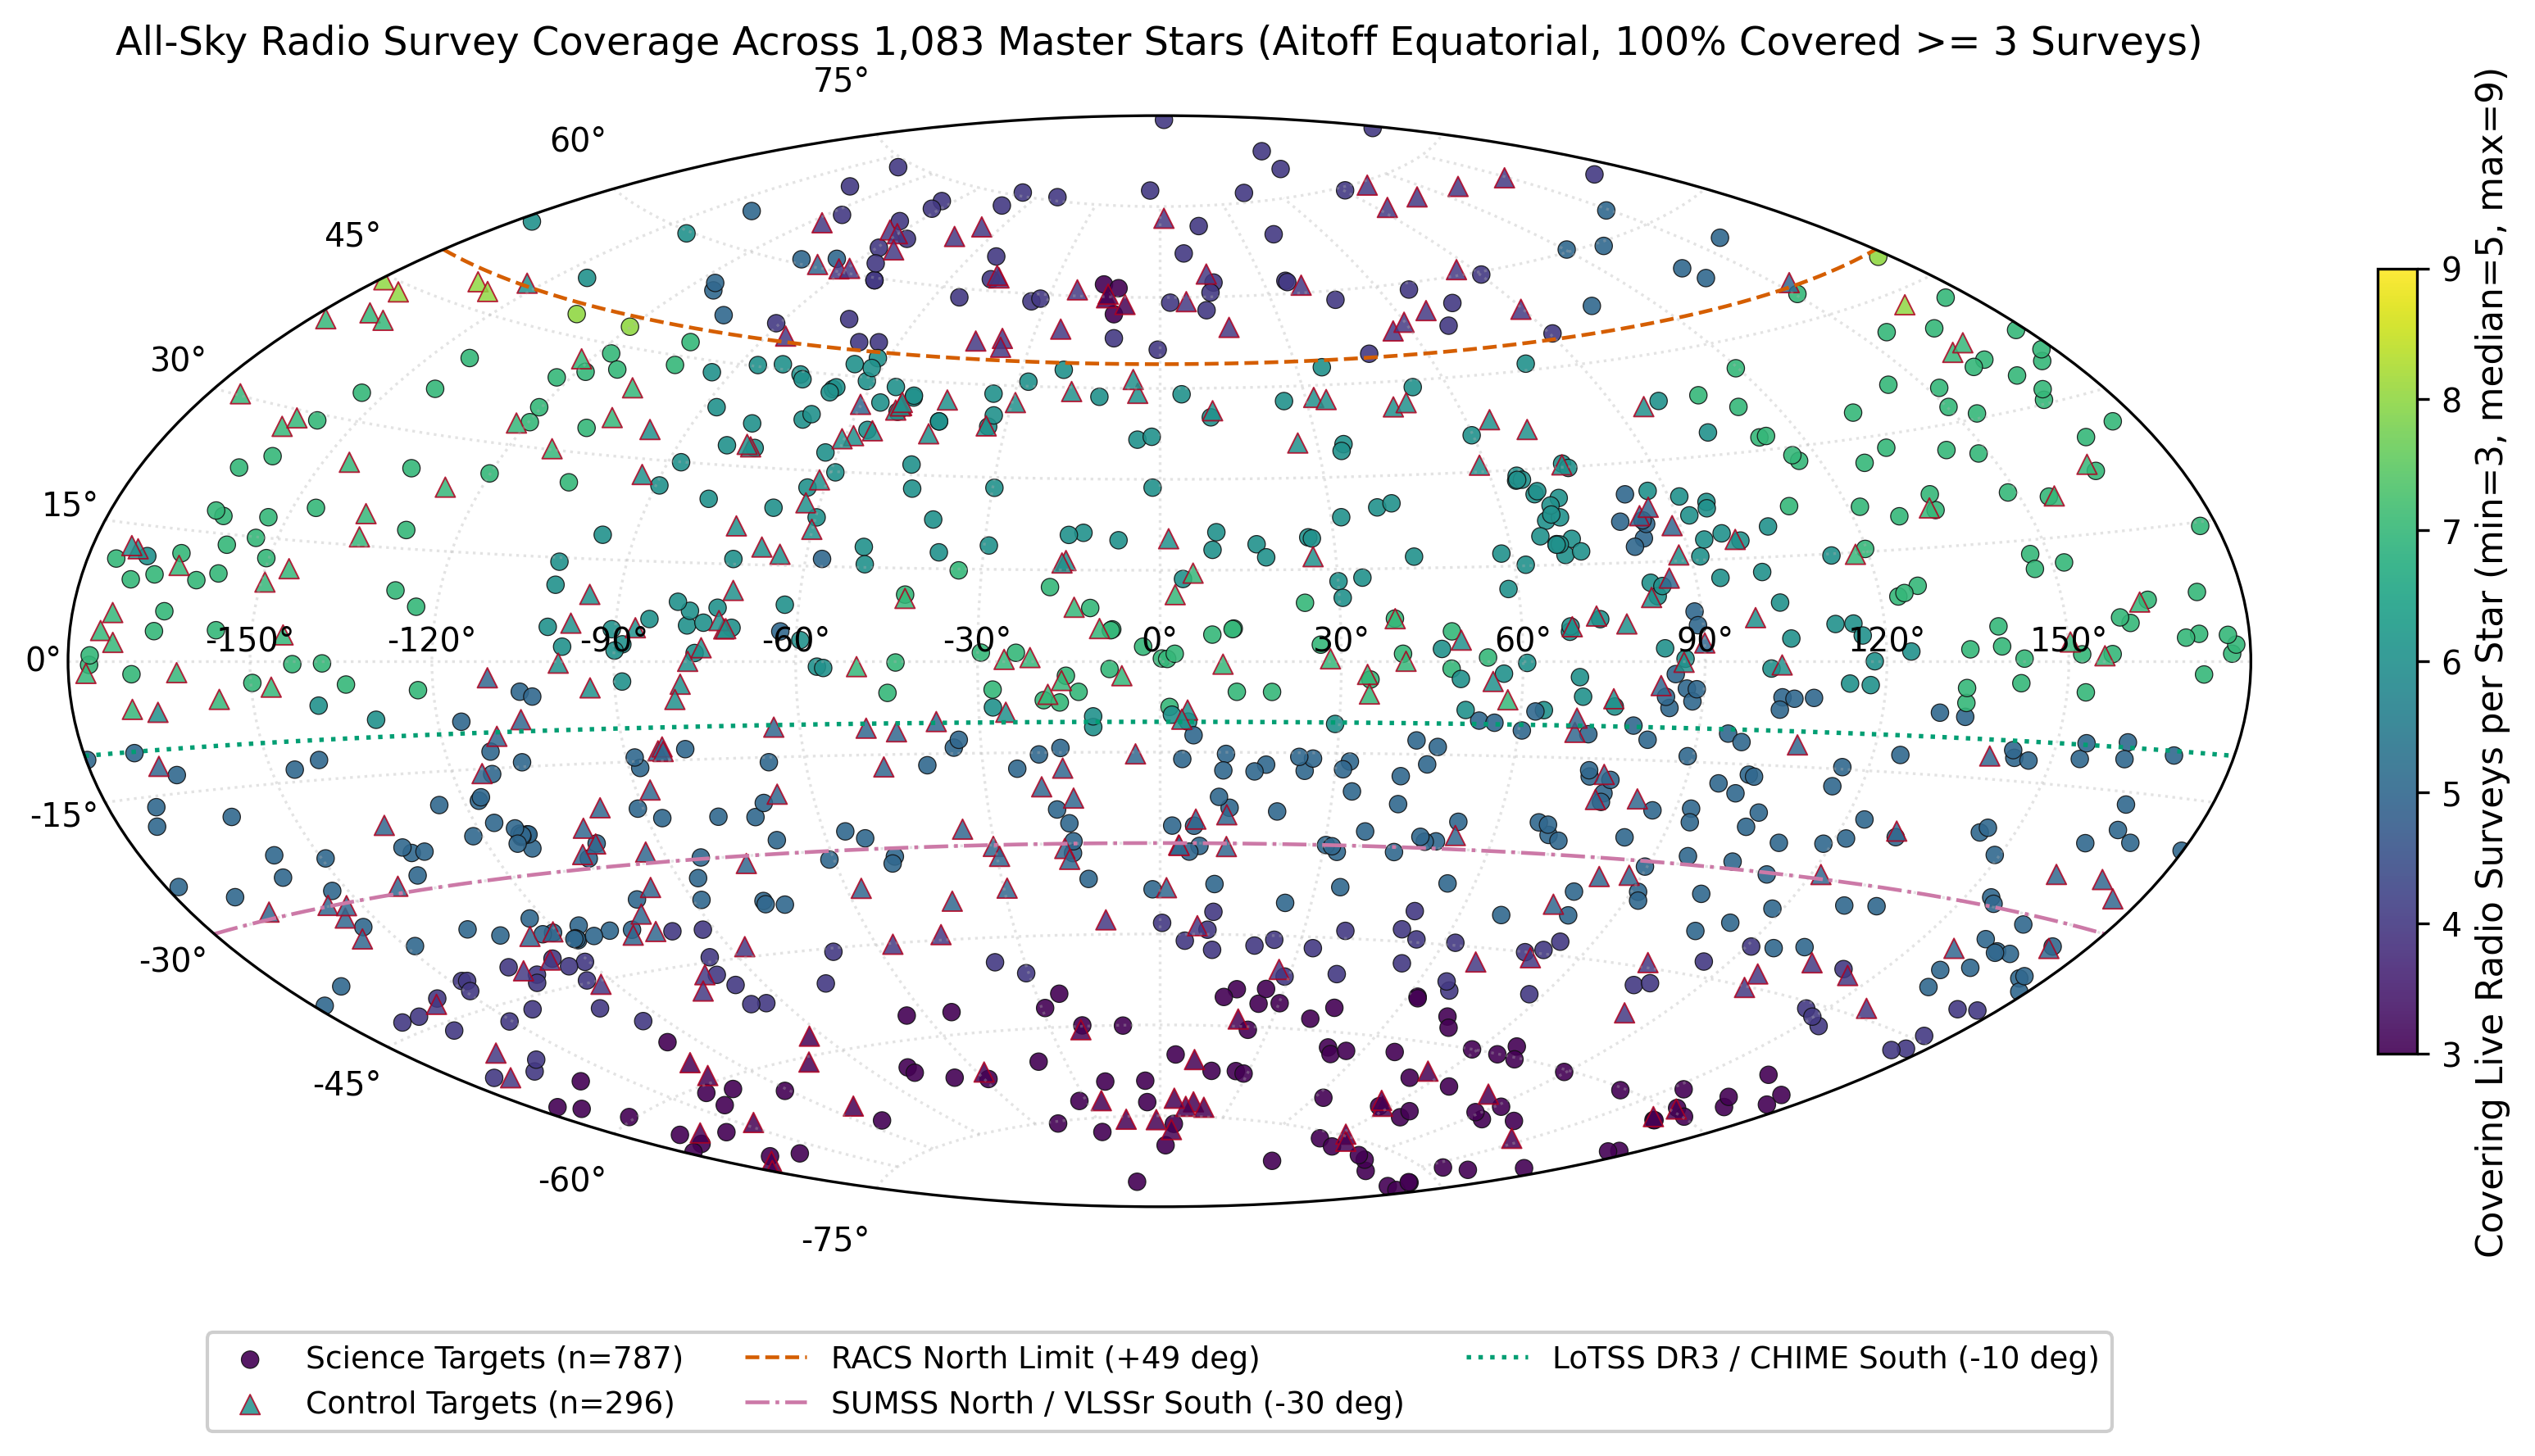 All-Sky Radio Survey Coverage Across 1,083 Master Stars (Aitoff Equatorial, 100% Covered >= 3 Surveys)
75°
60°
45°
30°
15°
0°
-15°
-30°
-45°
-60°
-75°
-150° -120° -90° -60° -30° 0° 30° 60° 90° 120° 150°
9
8
7
6
5
4
3
Covering Live Radio Surveys per Star (min=3, median=5, max=9)
Science Targets (n=787)
Control Targets (n=296)
RACS North Limit (+49 deg)
SUMSS North / VLSSr South (-30 deg)
LoTSS DR3 / CHIME South (-10 deg)